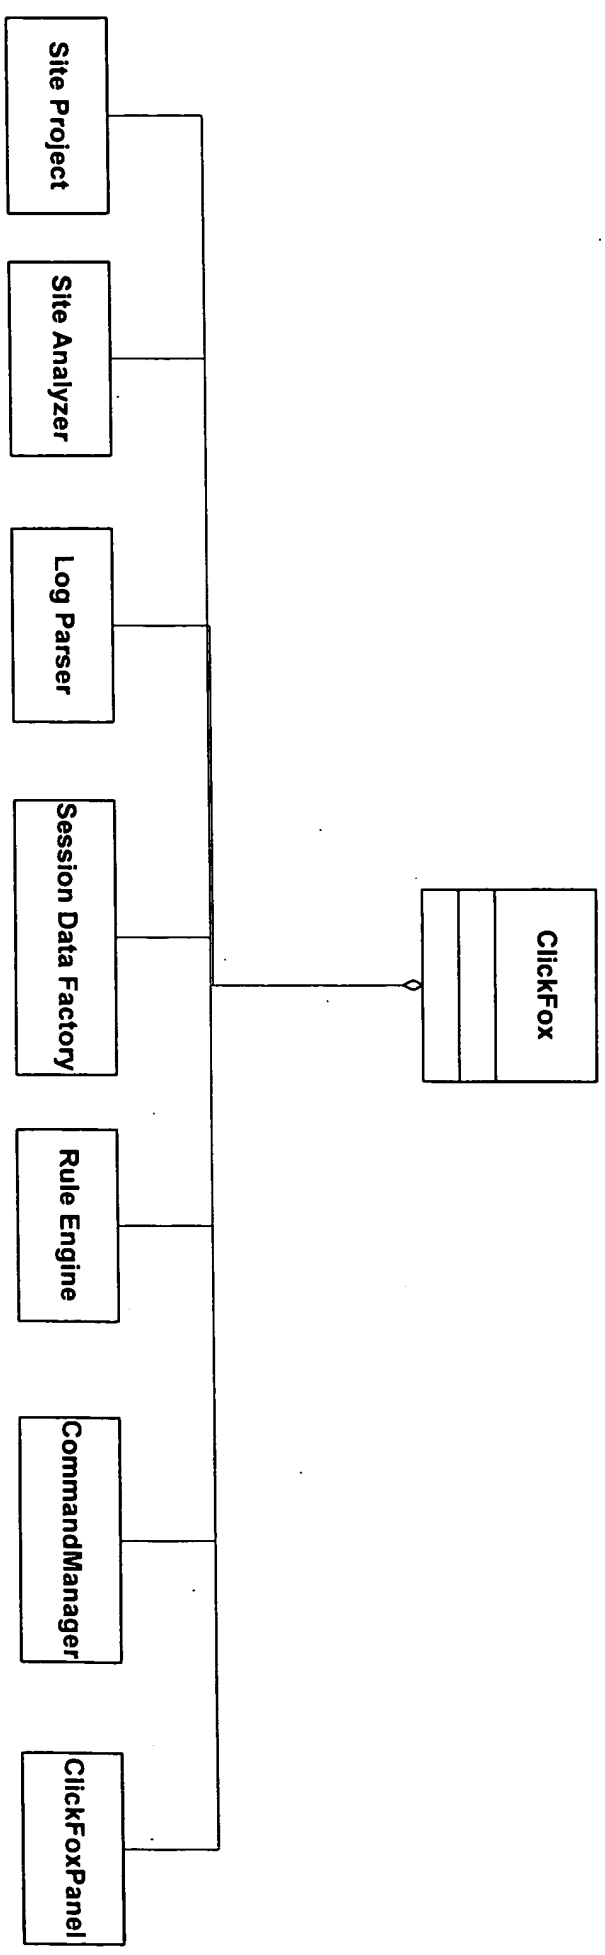 ClickFox
Site Project
Site Analyzer
Log Parser
Session Data Factory
Rule Engine
CommandManager
ClickFoxPanel